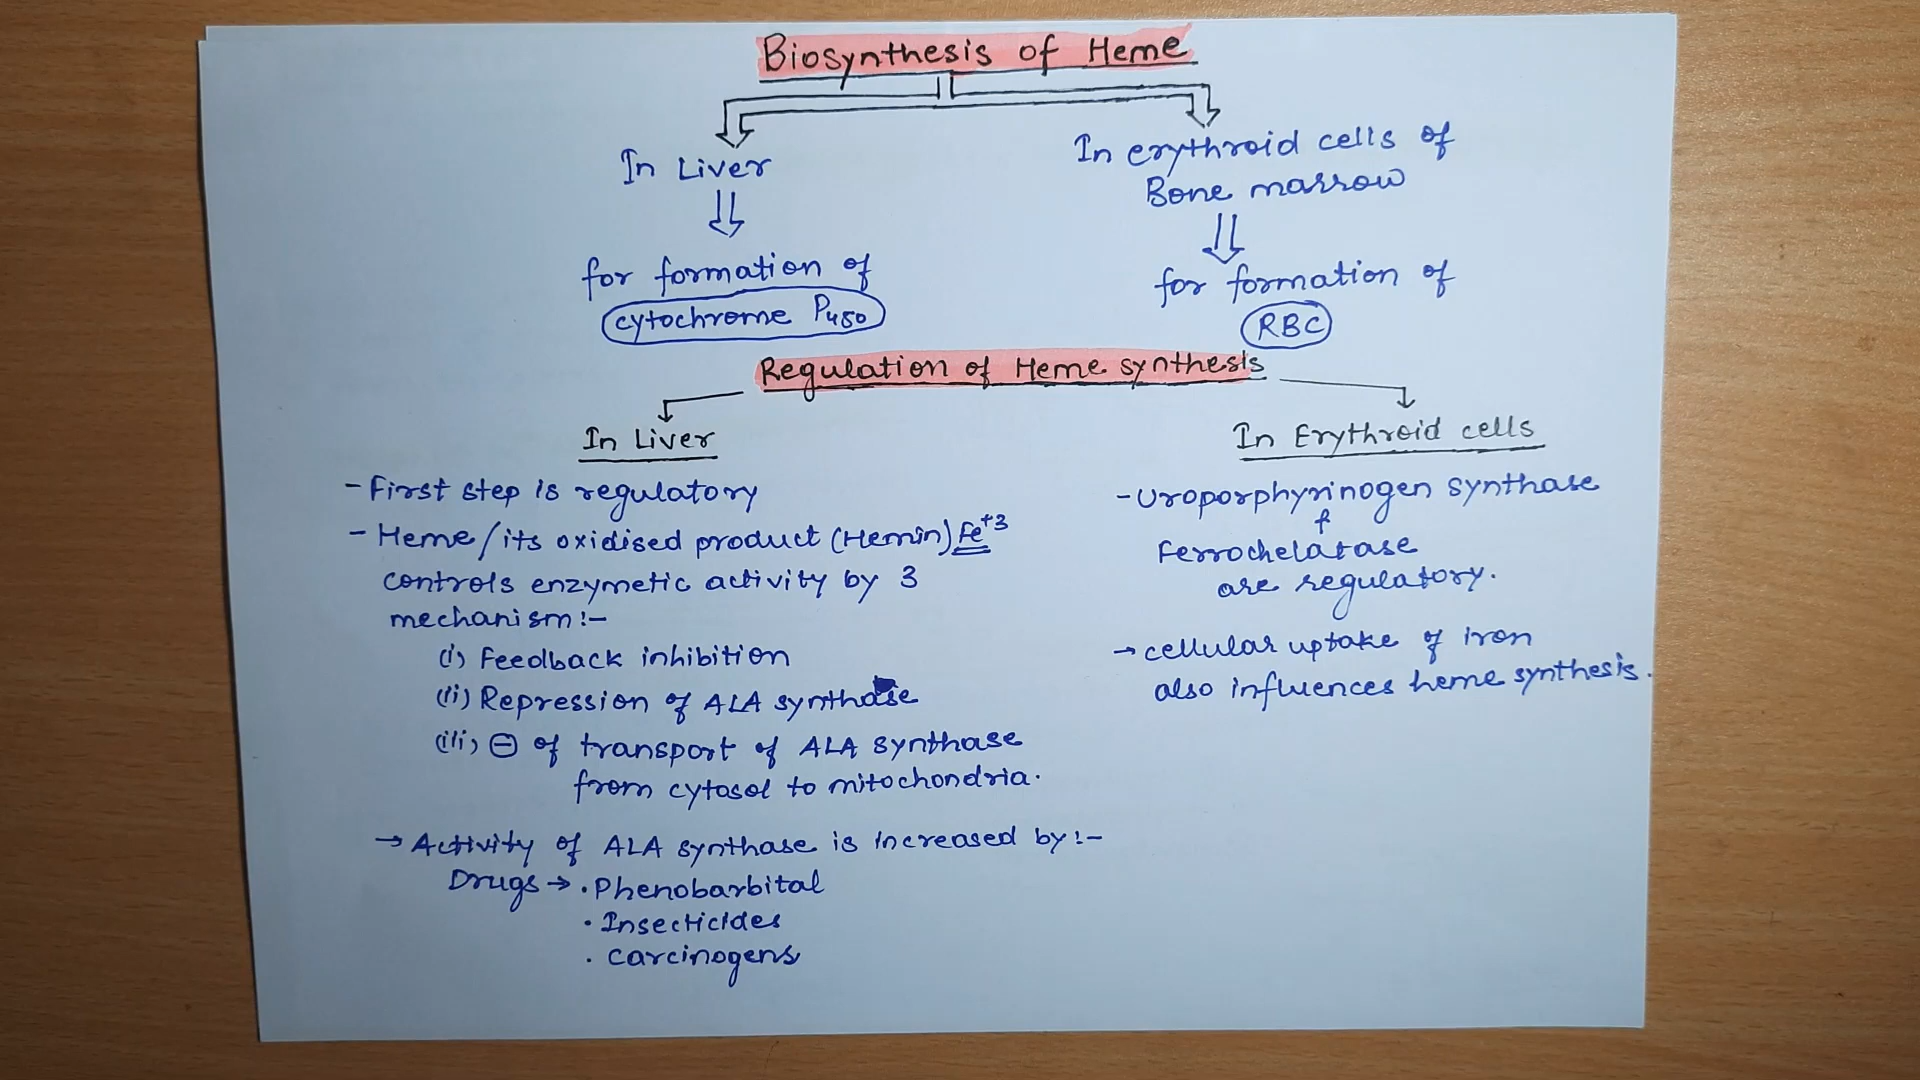 Biosynthesis of Heme
In Liver
for formation of
cytochrome P450
In erythroid cells of
Bone marrow
for formation of
RBC
Regulation of Heme synthesis
In Liver
- First step is regulatory
- Heme/its oxidised product (Hemin) Fe+3
controls enzymetic activity by 3
mechanism:-
(i) Feedback inhibition
(ii) Repression of ALA synthase
(iii) ⊖ of transport of ALA synthase
from cytosol to mitochondria.
→ Activity of ALA synthase is increased by:-
Drugs → . Phenobarbital
. Insecticides
. Carcinogens
In Erythroid cells
- Uroporphyrinogen synthase
f
Ferrochelatase
are regulatory.
→ cellular uptake of iron
also influences heme synthesis.